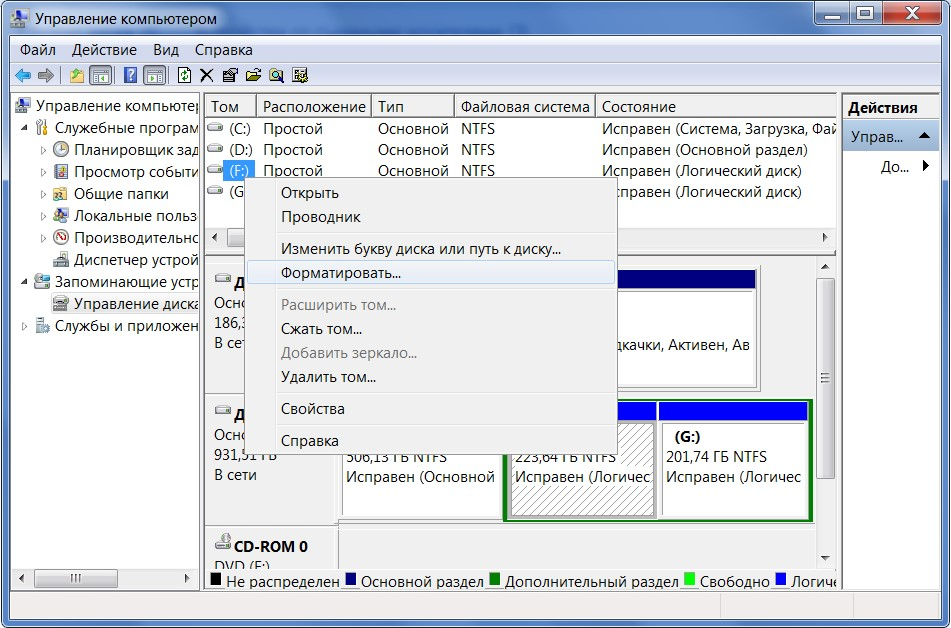 Управление компьютером
Файл Действие Вид Справка
Управление компьютер
Служебные програм
Планировщик зад
Просмотр событи
Общие папки
Локальные польз
Производительно
Диспетчер устрой
Запоминающие устр
Управление диска
Службы и приложен
Том Расположение Тип Файловая система Состояние
(C:) Простой Основной NTFS Исправен (Система, Загрузка, Фай
(D:) Простой Основной NTFS Исправен (Основной раздел)
(F:) Простой Основной NTFS Исправен (Логический диск)
(G Исправен (Логический диск)
Открыть
Проводник
Изменить букву диска или путь к диску...
Форматировать...
Расширить том...
Сжать том...
Добавить зеркало...
Удалить том...
Свойства
Справка
Д
Осно
186,3
В сет
дкачки, Активен, Ав
Д
Осно
931,51 ГБ
В сети
506,13 ГБ NTFS
Исправен (Основной
223,64 ГБ NTFS
Исправен (Логичес
(G:)
201,74 ГБ NTFS
Исправен (Логичес
CD-ROM 0
DVD (E:)
Не распределен Основной раздел Дополнительный раздел Свободно Логиче
Действия
Управ...
До...